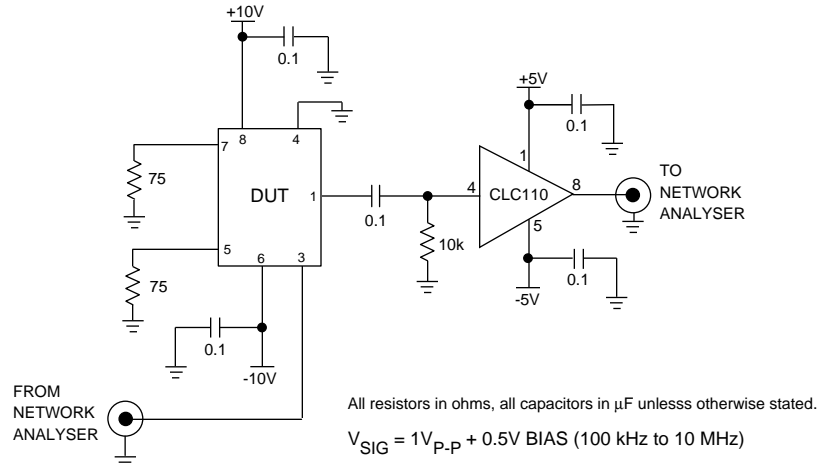 +10V
0.1
+5V
0.1
8
4
7
75
DUT
1
0.1
1
4
CLC110
8
5
TO
NETWORK
ANALYSER
10k
5
6
3
75
0.1
-5V
0.1
-10V
FROM
NETWORK
ANALYSER
All resistors in ohms, all capacitors in μF unlesss otherwise stated.
VSIG = 1VP-P + 0.5V BIAS (100 kHz to 10 MHz)